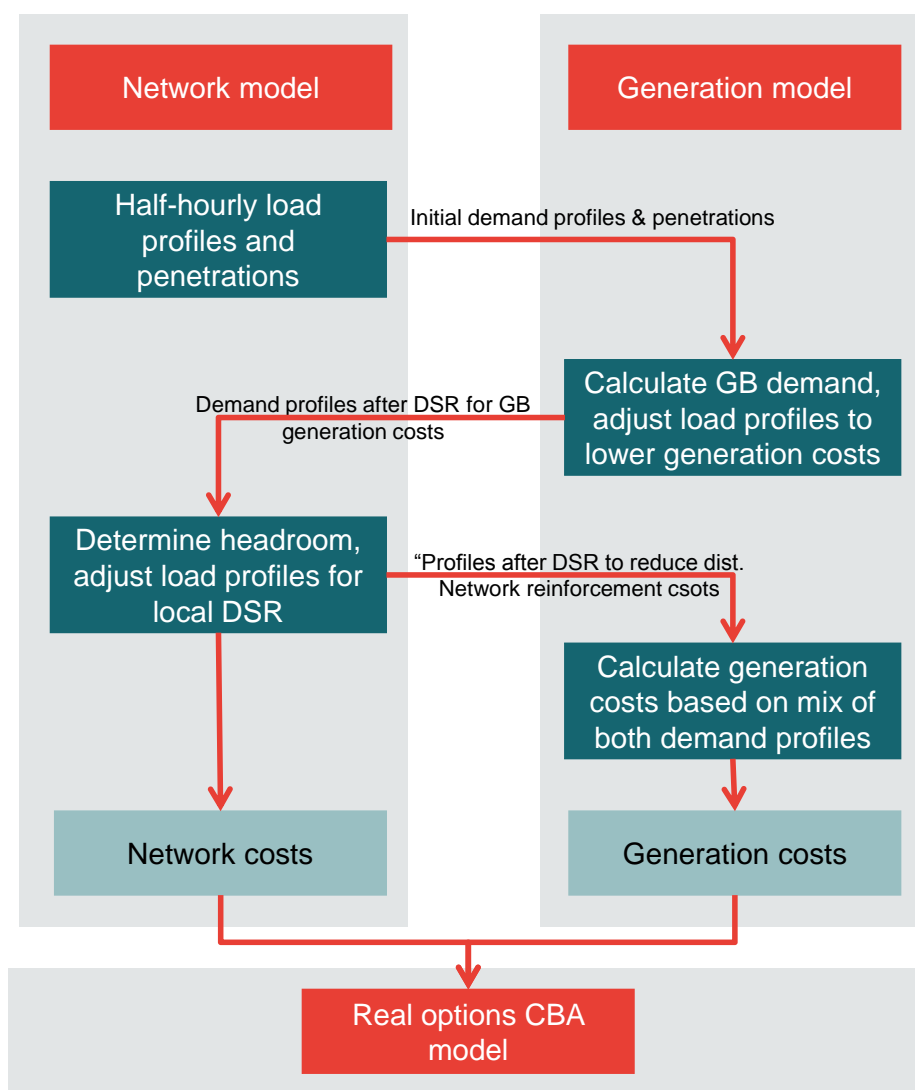 Network model
Generation model
Half-hourly load
profiles and
penetrations
Initial demand profiles & penetrations
Calculate GB demand,
adjust load profiles to
lower generation costs
Demand profiles after DSR for GB
generation costs
Determine headroom,
adjust load profiles for
local DSR
“Profiles after DSR to reduce dist.
Network reinforcement csots
Calculate generation
costs based on mix of
both demand profiles
Network costs
Generation costs
Real options CBA
model